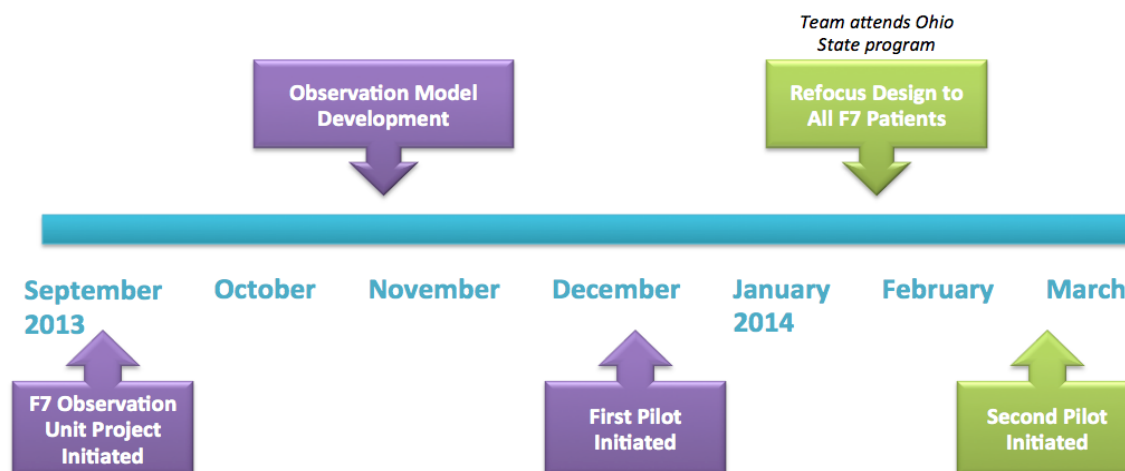 Team attends Ohio
State program
Observation Model
Development
Refocus Design to
All F7 Patients
September
2013
October
November
December
January
2014
February
March
F7 Observation
Unit Project
Initiated
First Pilot
Initiated
Second Pilot
Initiated